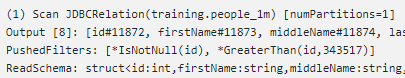 (1) Scan JDBCRelation(training.people_1m) [numPartitions=1]
Output [8]: [id#11872, firstName#11873, middleName#11874, las
PushedFilters: [*IsNotNull(id), *GreaterThan(id,343517)]
ReadSchema: struct<id:int,firstName:string,middleName:string,